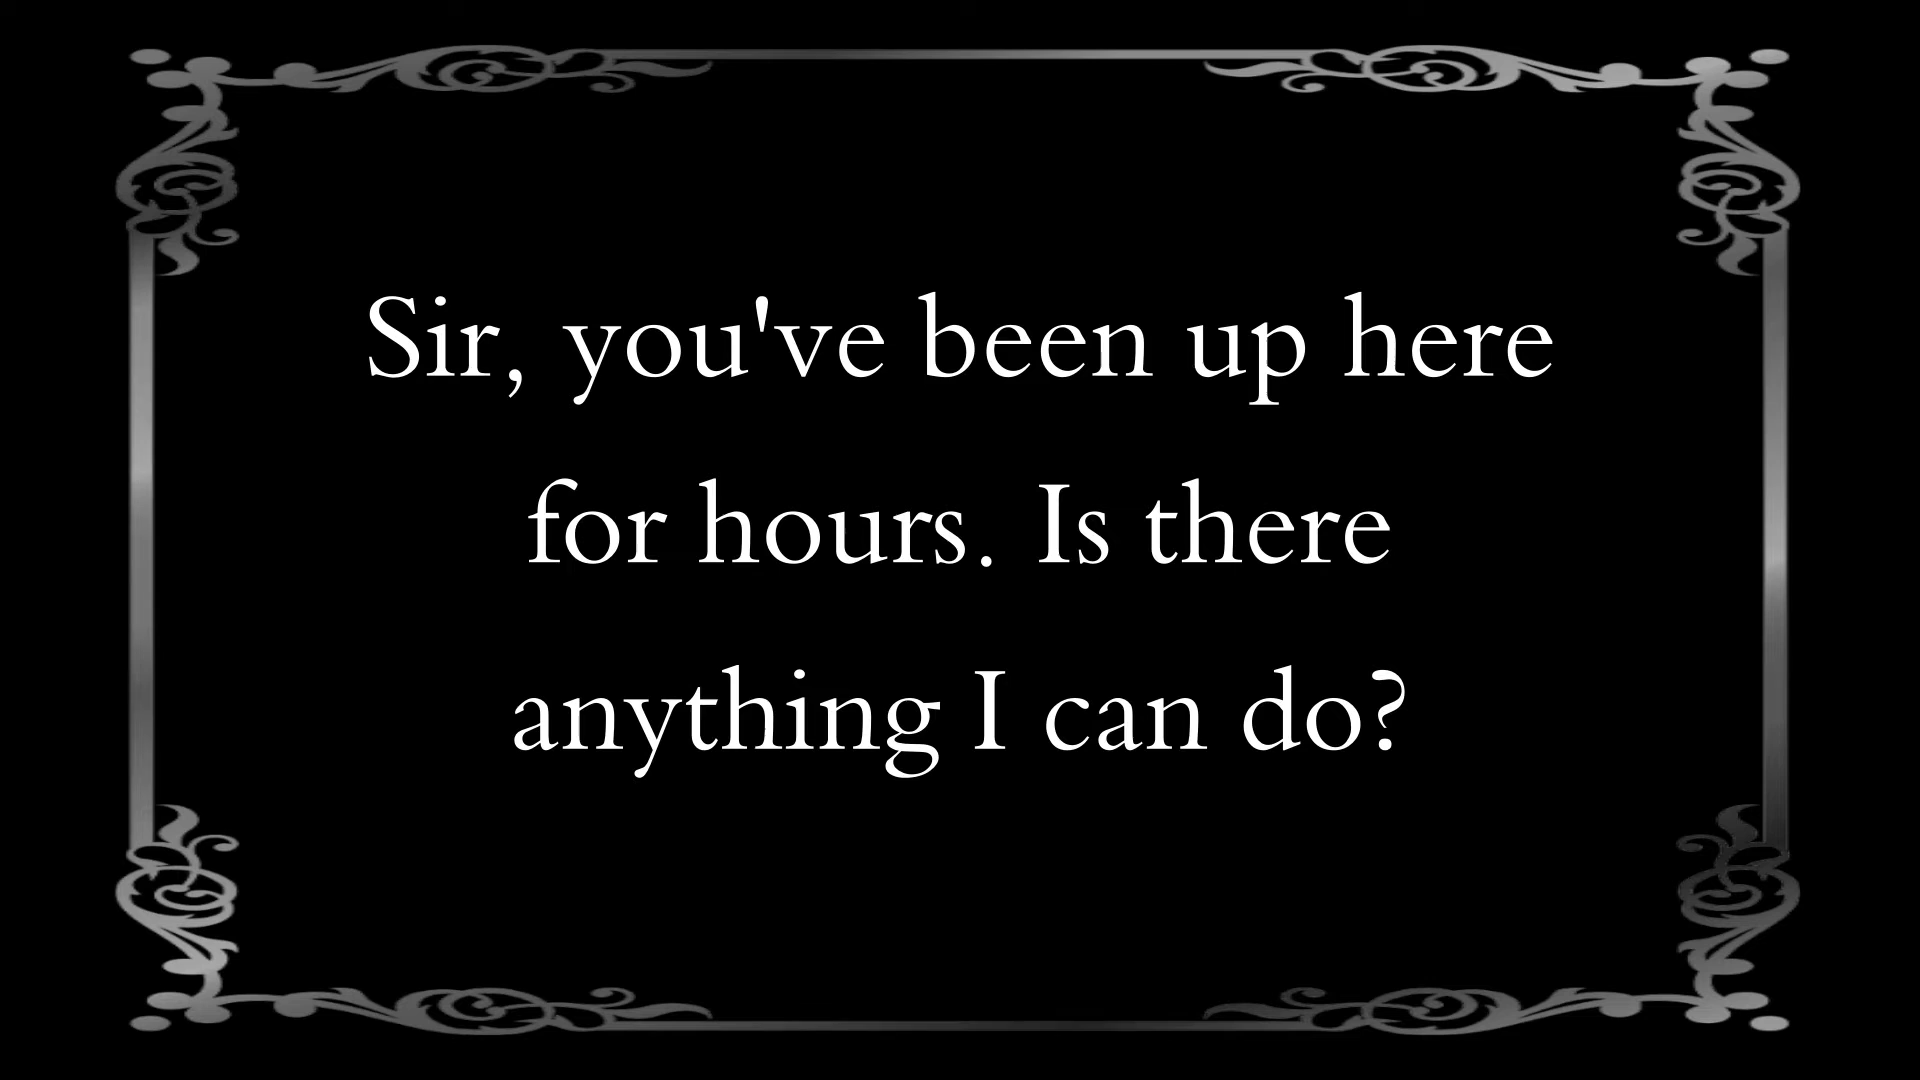 Sir, you've been up here
for hours. Is there
anything I can do?